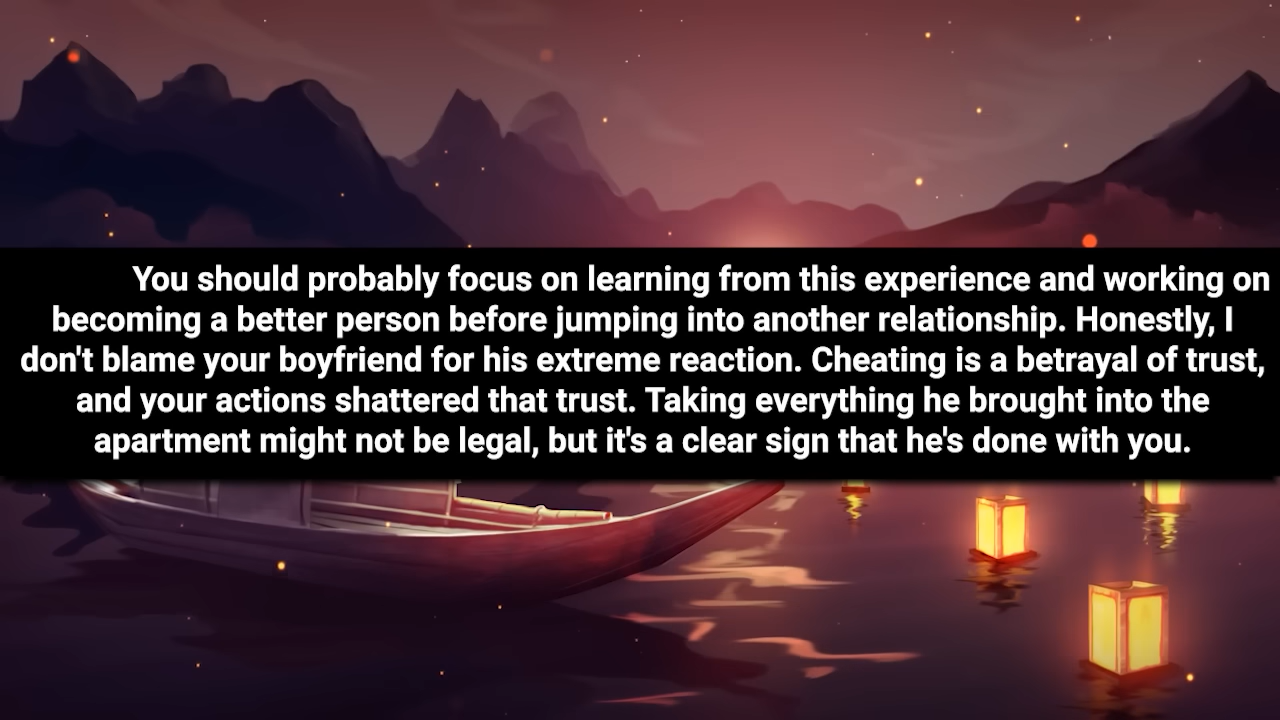 You should probably focus on learning from this experience and working on
becoming a better person before jumping into another relationship. Honestly, I
don't blame your boyfriend for his extreme reaction. Cheating is a betrayal of trust,
and your actions shattered that trust. Taking everything he brought into the
apartment might not be legal, but it's a clear sign that he's done with you.